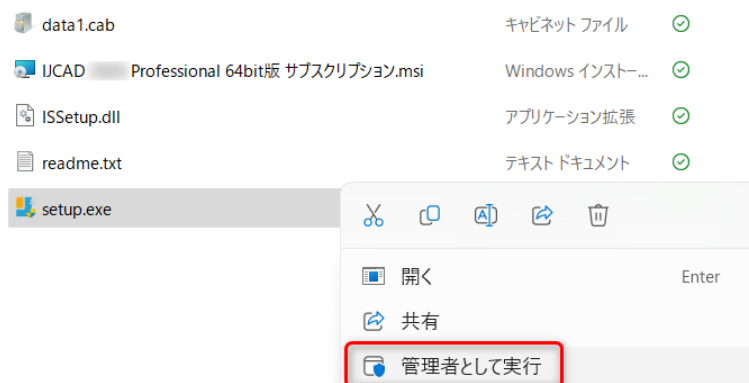 data1.cab キャビネット ファイル
IJCAD Professional 64bit版 サブスクリプション.msi Windows インストー...
ISSetup.dll アプリケーション拡張
readme.txt テキスト ドキュメント
setup.exe
開く Enter
共有
管理者として実行